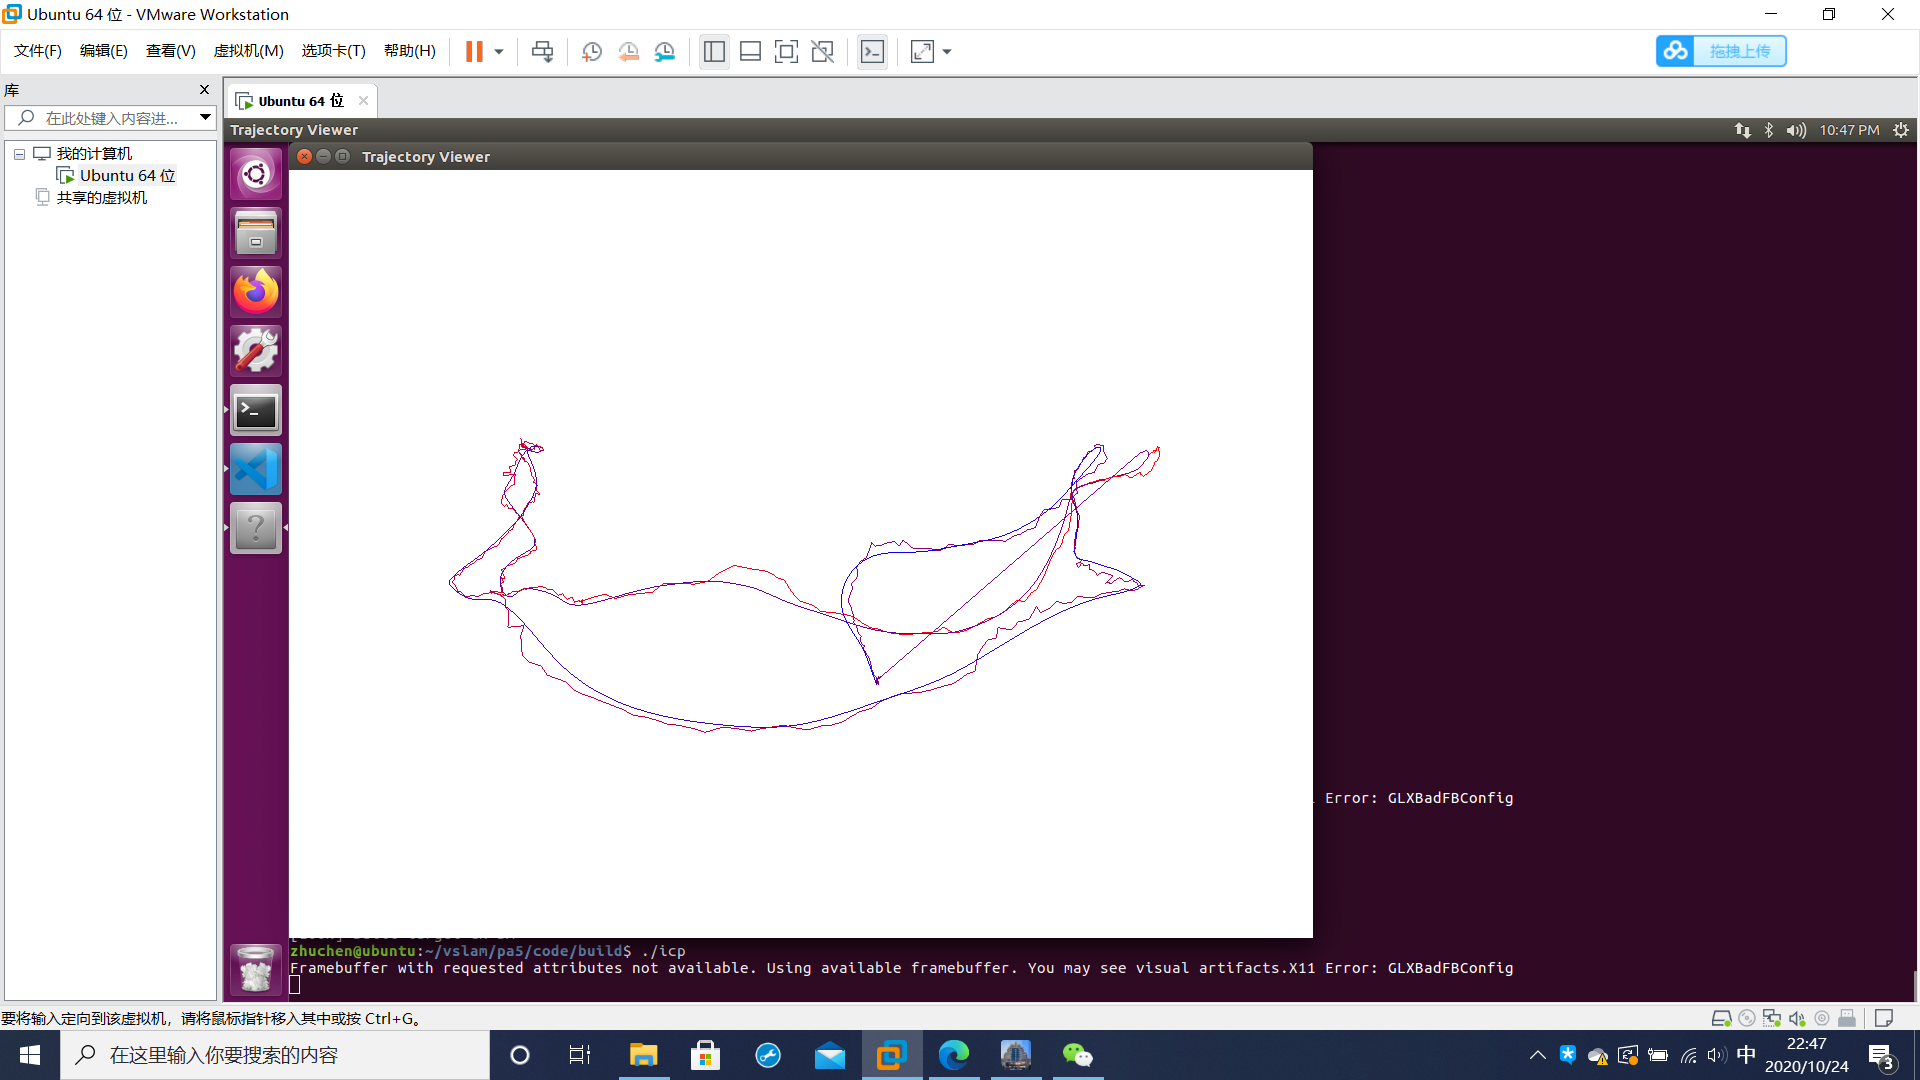 Ubuntu 64 位 - VMware Workstation
文件(F) 编辑(E) 查看(V) 虚拟机(M) 选项卡(T) 帮助(H)
拖拽上传
库
Ubuntu 64 位
在此处键入内容进...
Trajectory Viewer
10:47 PM
我的计算机
Ubuntu 64 位
共享的虚拟机
Trajectory Viewer
Error: GLXBadFBConfig
zhuchen@ubuntu:~/vslam/pa5/code/build$ ./icp
Framebuffer with requested attributes not available. Using available framebuffer. You may see visual artifacts.X11 Error: GLXBadFBConfig
要将输入定向到该虚拟机，请将鼠标指针移入其中或按 Ctrl+G。
在这里输入你要搜索的内容
中
22:47
2020/10/24
3